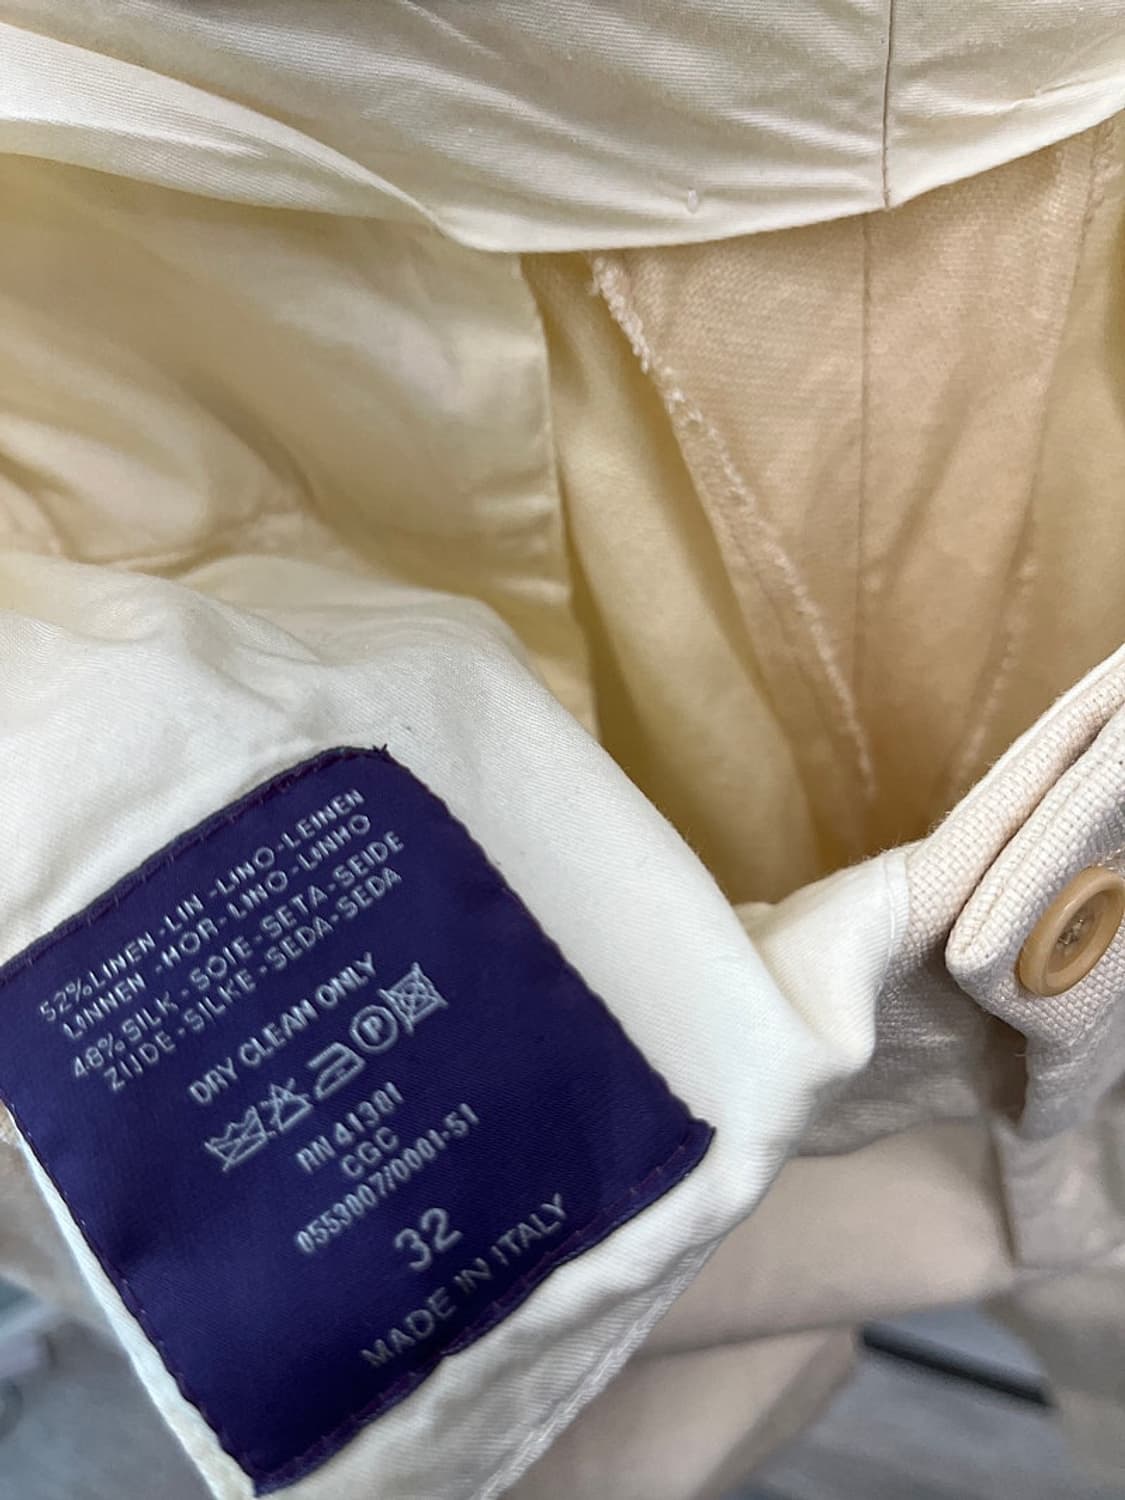 52%LINEN-LIN-LINO-LEINEN
LINNEN-HØR-LINO-LINHO
48%SILK-SOIE-SETA-SEIDE
ZIJDE-SILKE-SEDA-SEDA
DRY CLEAN ONLY
P
RN 41381
CGC
0553007/0001-51
32
MADE IN ITALY